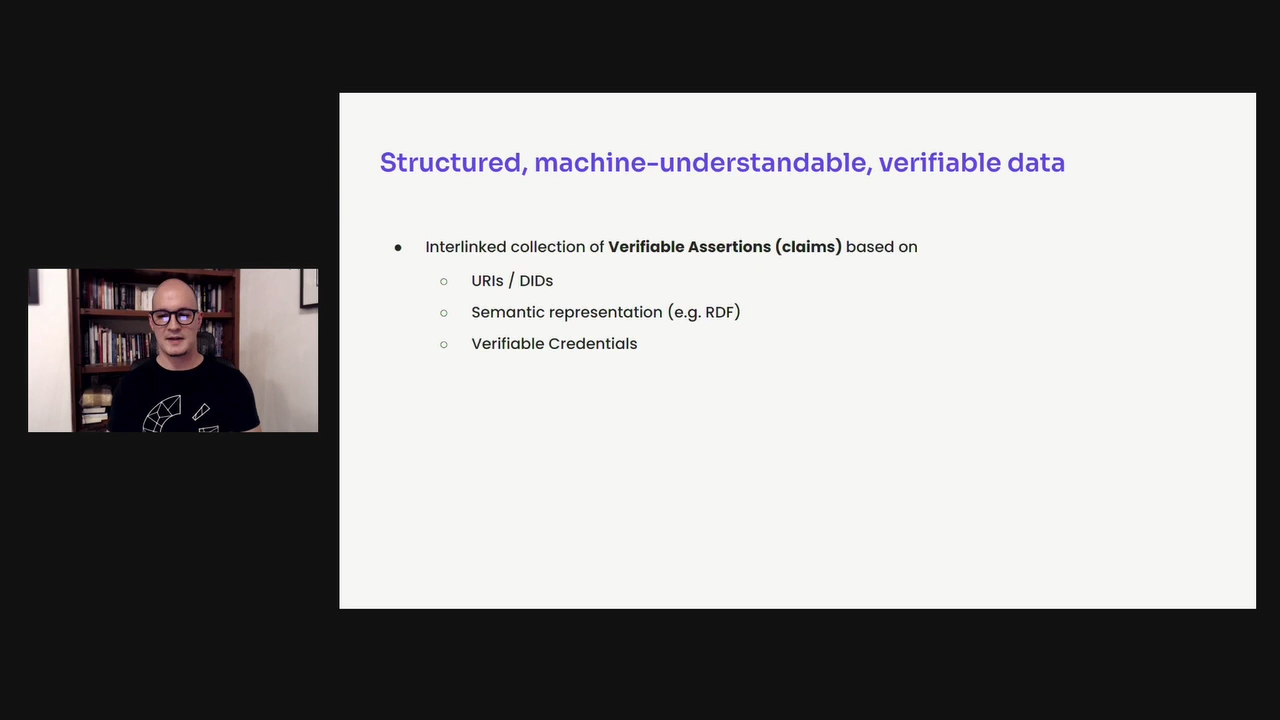 Structured, machine-understandable, verifiable data
● Interlinked collection of Verifiable Assertions (claims) based on
○ URIs / DIDs
○ Semantic representation (e.g. RDF)
○ Verifiable Credentials